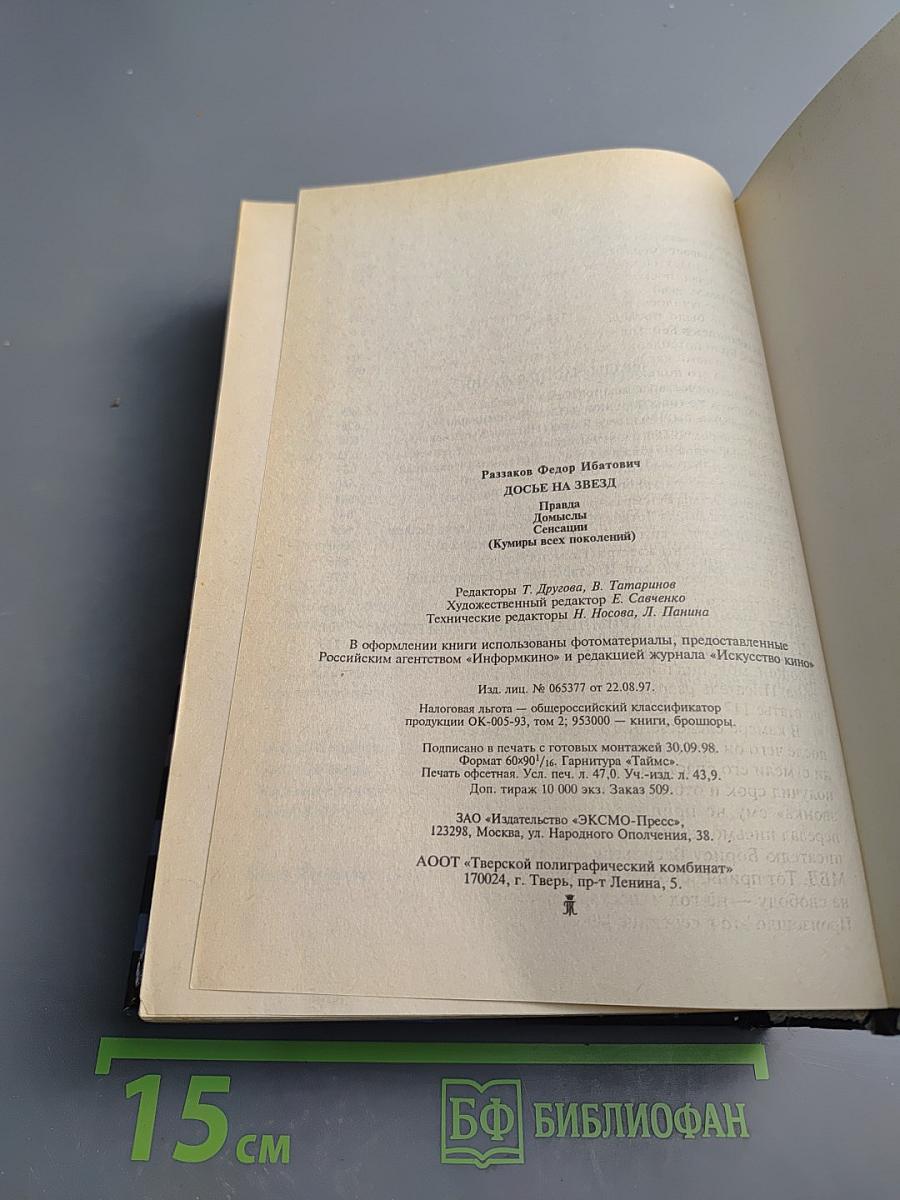 Раззаков Федор Ибатович
ДОСЬЕ НА ЗВЕЗД
Правда
Домыслы
Сенсации
(Кумиры всех поколений)
Редакторы Т. Другова, В. Татаринов
Художественный редактор Е. Савченко
Технические редакторы Н. Носова, Л. Панина
В оформлении книги использованы фотоматериалы, предоставленные
Российским агентством «Информкино» и редакцией журнала «Искусство кино»
Изд. лиц. № 065377 от 22.08.97.
Налоговая льгота — общероссийский классификатор
продукции ОК-005-93, том 2; 953000 — книги, брошюры.
Подписано в печать с готовых монтажей 30.09.98.
Формат 60×90 1/16. Гарнитура «Таймс».
Печать офсетная. Усл. печ. л. 47,0. Уч.-изд. л. 43,9.
Доп. тираж 10 000 экз. Заказ 509.
ЗАО «Издательство «ЭКСМО-Пресс»,
123298, Москва, ул. Народного Ополчения, 38.
АООТ «Тверской полиграфический комбинат»
170024, г. Тверь, пр-т Ленина, 5.
15 см
БФ БИБЛИОФАН